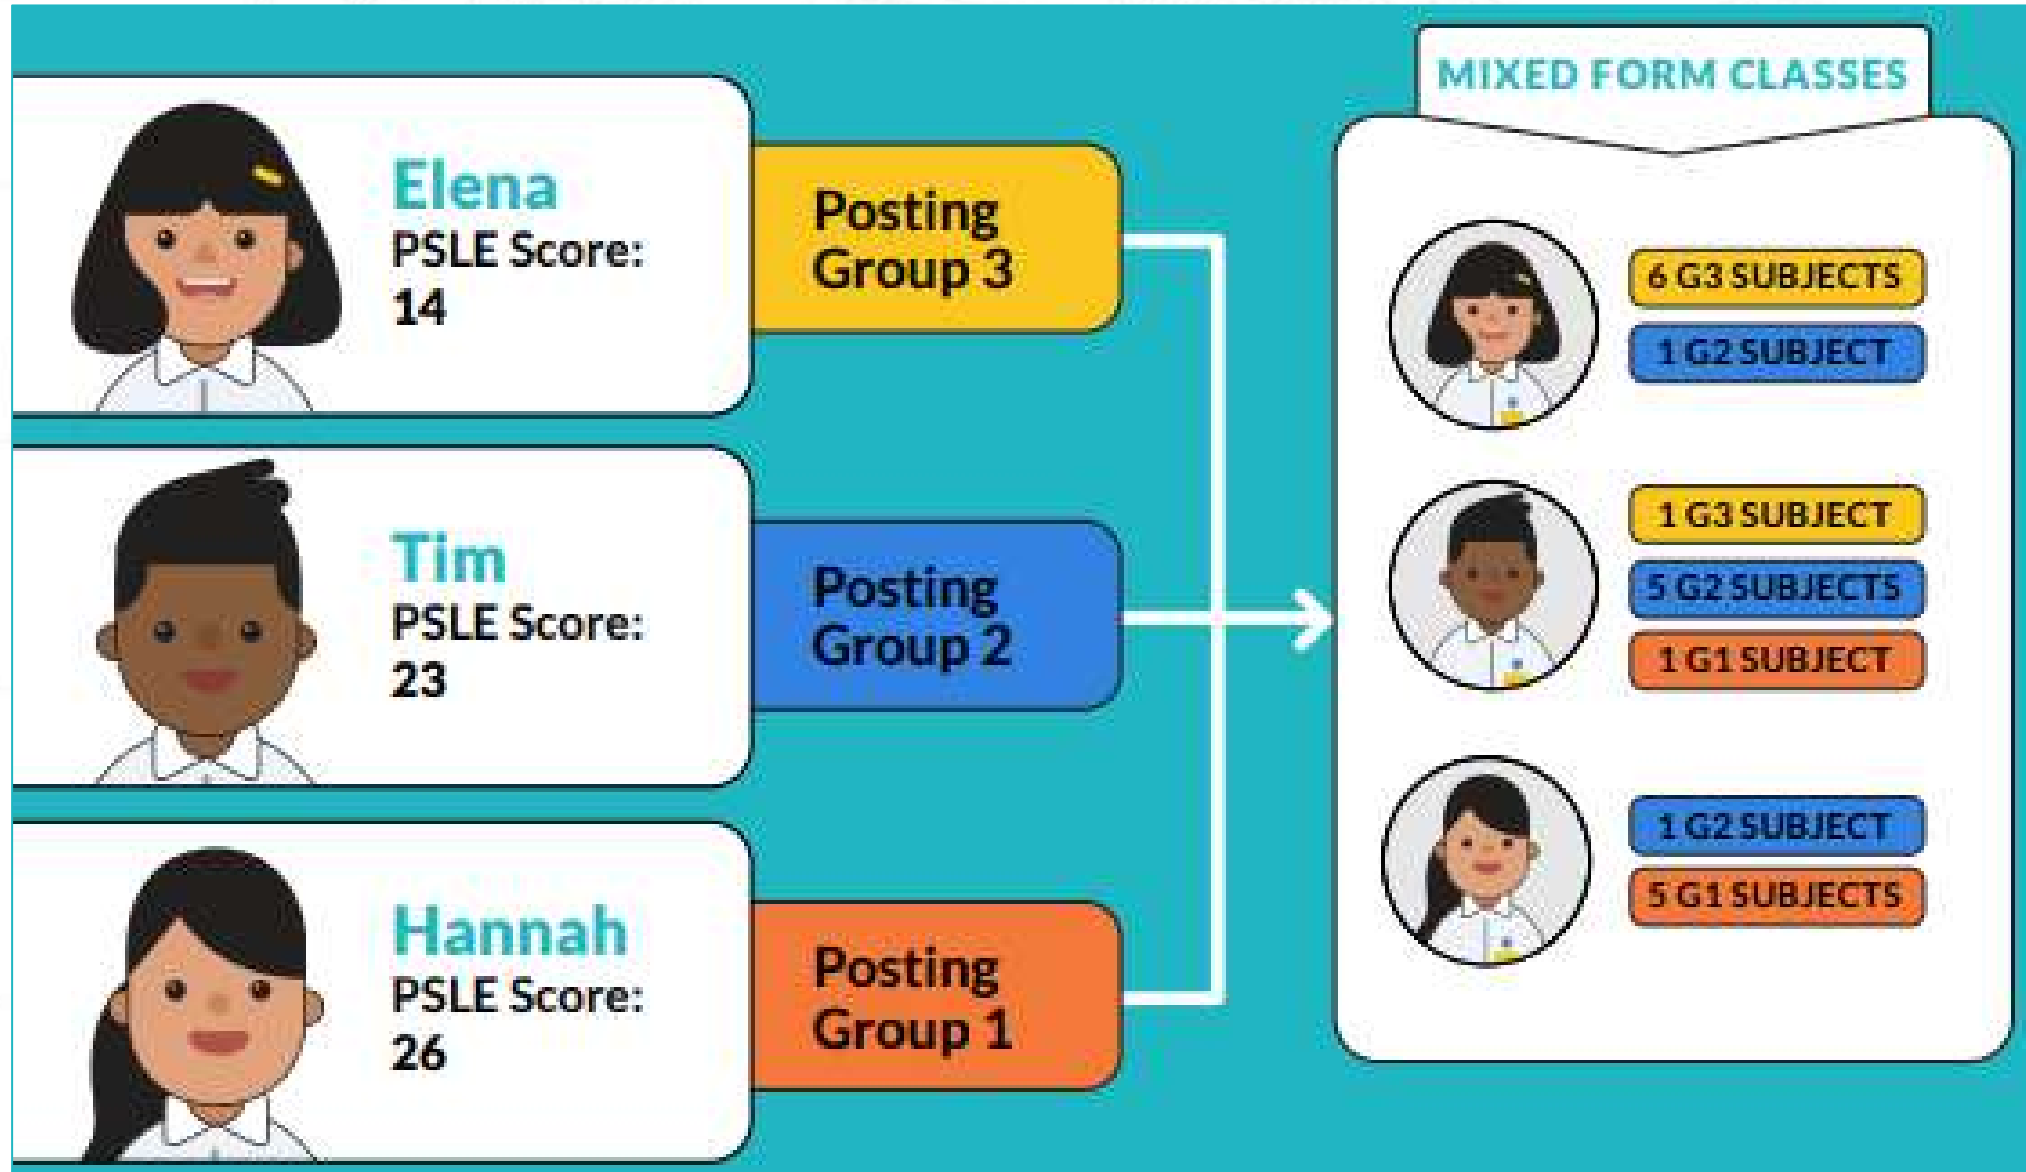 Elena
PSLE Score:
14
Posting
Group 3
Tim
PSLE Score:
23
Posting
Group 2
Hannah
PSLE Score:
26
Posting
Group 1
MIXED FORM CLASSES
6 G3 SUBJECTS
1 G2 SUBJECT
1 G3 SUBJECT
5 G2 SUBJECTS
1 G1 SUBJECT
1 G2 SUBJECT
5 G1 SUBJECTS